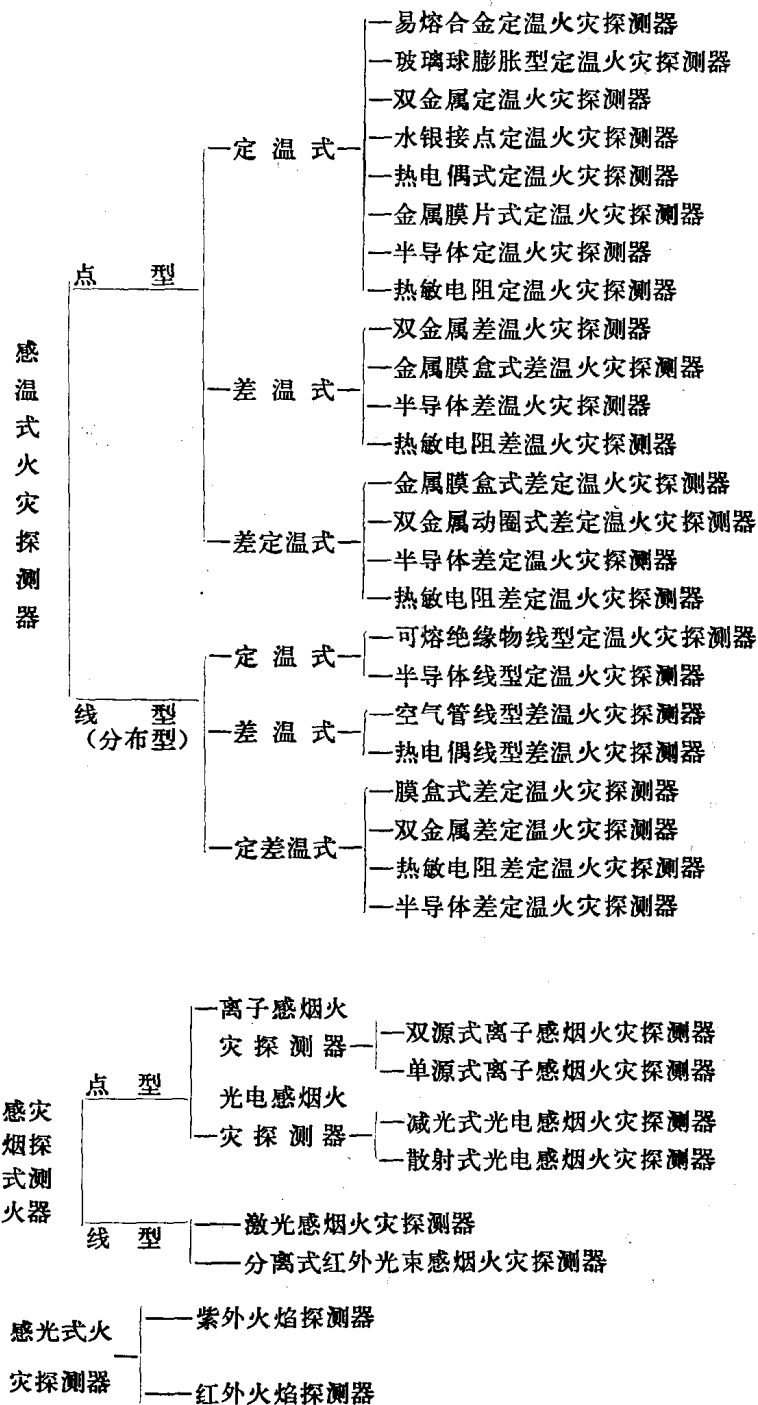 感温式火灾探测器
点 型
定 温 式
易熔合金定温火灾探测器
玻璃球膨胀型定温火灾探测器
双金属定温火灾探测器
水银接点定温火灾探测器
热电偶式定温火灾探测器
金属膜片式定温火灾探测器
半导体定温火灾探测器
热敏电阻定温火灾探测器
差 温 式
双金属差温火灾探测器
金属膜盒式差温火灾探测器
半导体差温火灾探测器
热敏电阻差温火灾探测器
差定温式
金属膜盒式差定温火灾探测器
双金属动圈式差定温火灾探测器
半导体差定温火灾探测器
热敏电阻差定温火灾探测器
线 型
（分布型）
定 温 式
可熔绝缘物线型定温火灾探测器
半导体线型定温火灾探测器
差 温 式
空气管线型差温火灾探测器
热电偶线型差温火灾探测器
定差温式
膜盒式差定温火灾探测器
双金属差定温火灾探测器
热敏电阻差定温火灾探测器
半导体差定温火灾探测器
感灾
烟探
式测
火器
点 型
离子感烟火
灾 探 测 器
双源式离子感烟火灾探测器
单源式离子感烟火灾探测器
光电感烟火
灾 探 测 器
减光式光电感烟火灾探测器
散射式光电感烟火灾探测器
线 型
激光感烟火灾探测器
分离式红外光束感烟火灾探测器
感光式火
灾探测器
紫外火焰探测器
红外火焰探测器